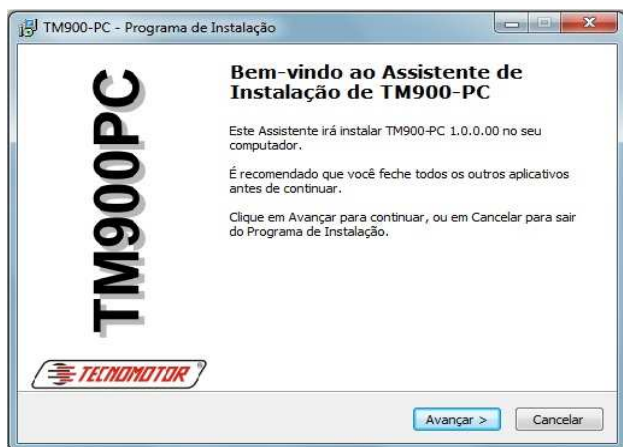 TM900-PC - Programa de Instalação
TM900PC
Bem-vindo ao Assistente de
Instalação de TM900-PC
Este Assistente irá instalar TM900-PC 1.0.0.00 no seu
computador.
É recomendado que você feche todos os outros aplicativos
antes de continuar.
Clique em Avançar para continuar, ou em Cancelar para sair
do Programa de Instalação.
TECNOMOTOR®
Avançar >
Cancelar